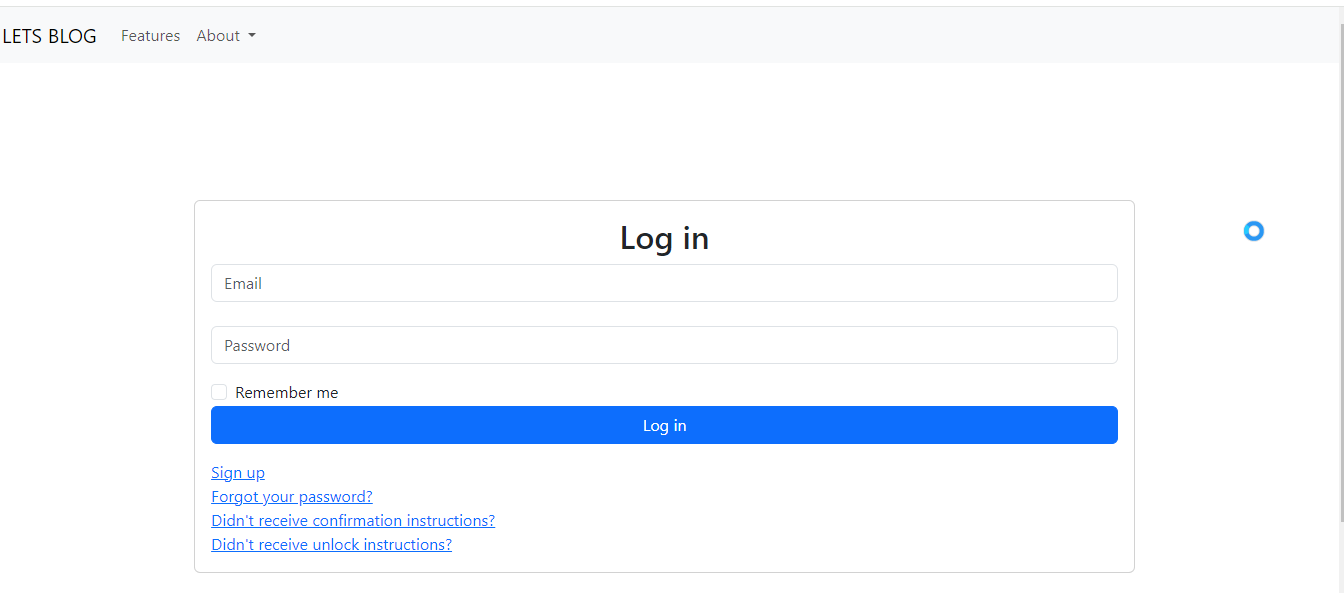 LETS BLOG Features About
Log in
Email
Password
Remember me
Log in
Sign up
Forgot your password?
Didn't receive confirmation instructions?
Didn't receive unlock instructions?